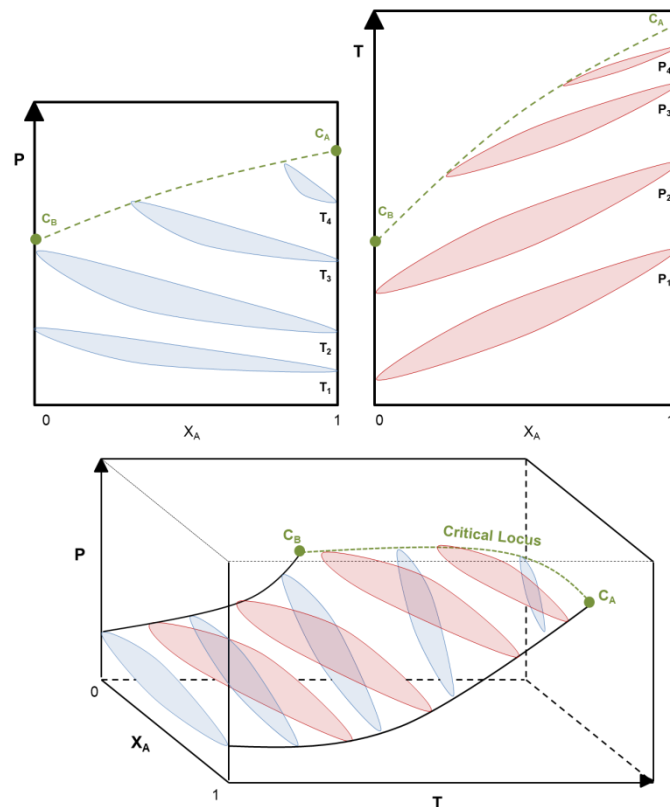 P
C_B
C_A
T_4
T_3
T_2
T_1
0
1
X_A
T
C_A
C_B
P_4
P_3
P_2
P_1
0
1
X_A
P
C_B
Critical Locus
C_A
0
X_A
1
T